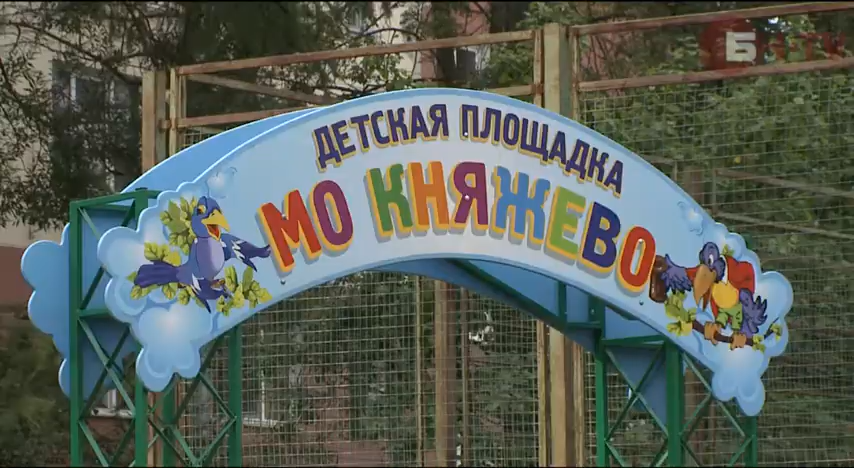 ДЕТСКАЯ ПЛОЩАДКА
МО КНЯЖЕВО